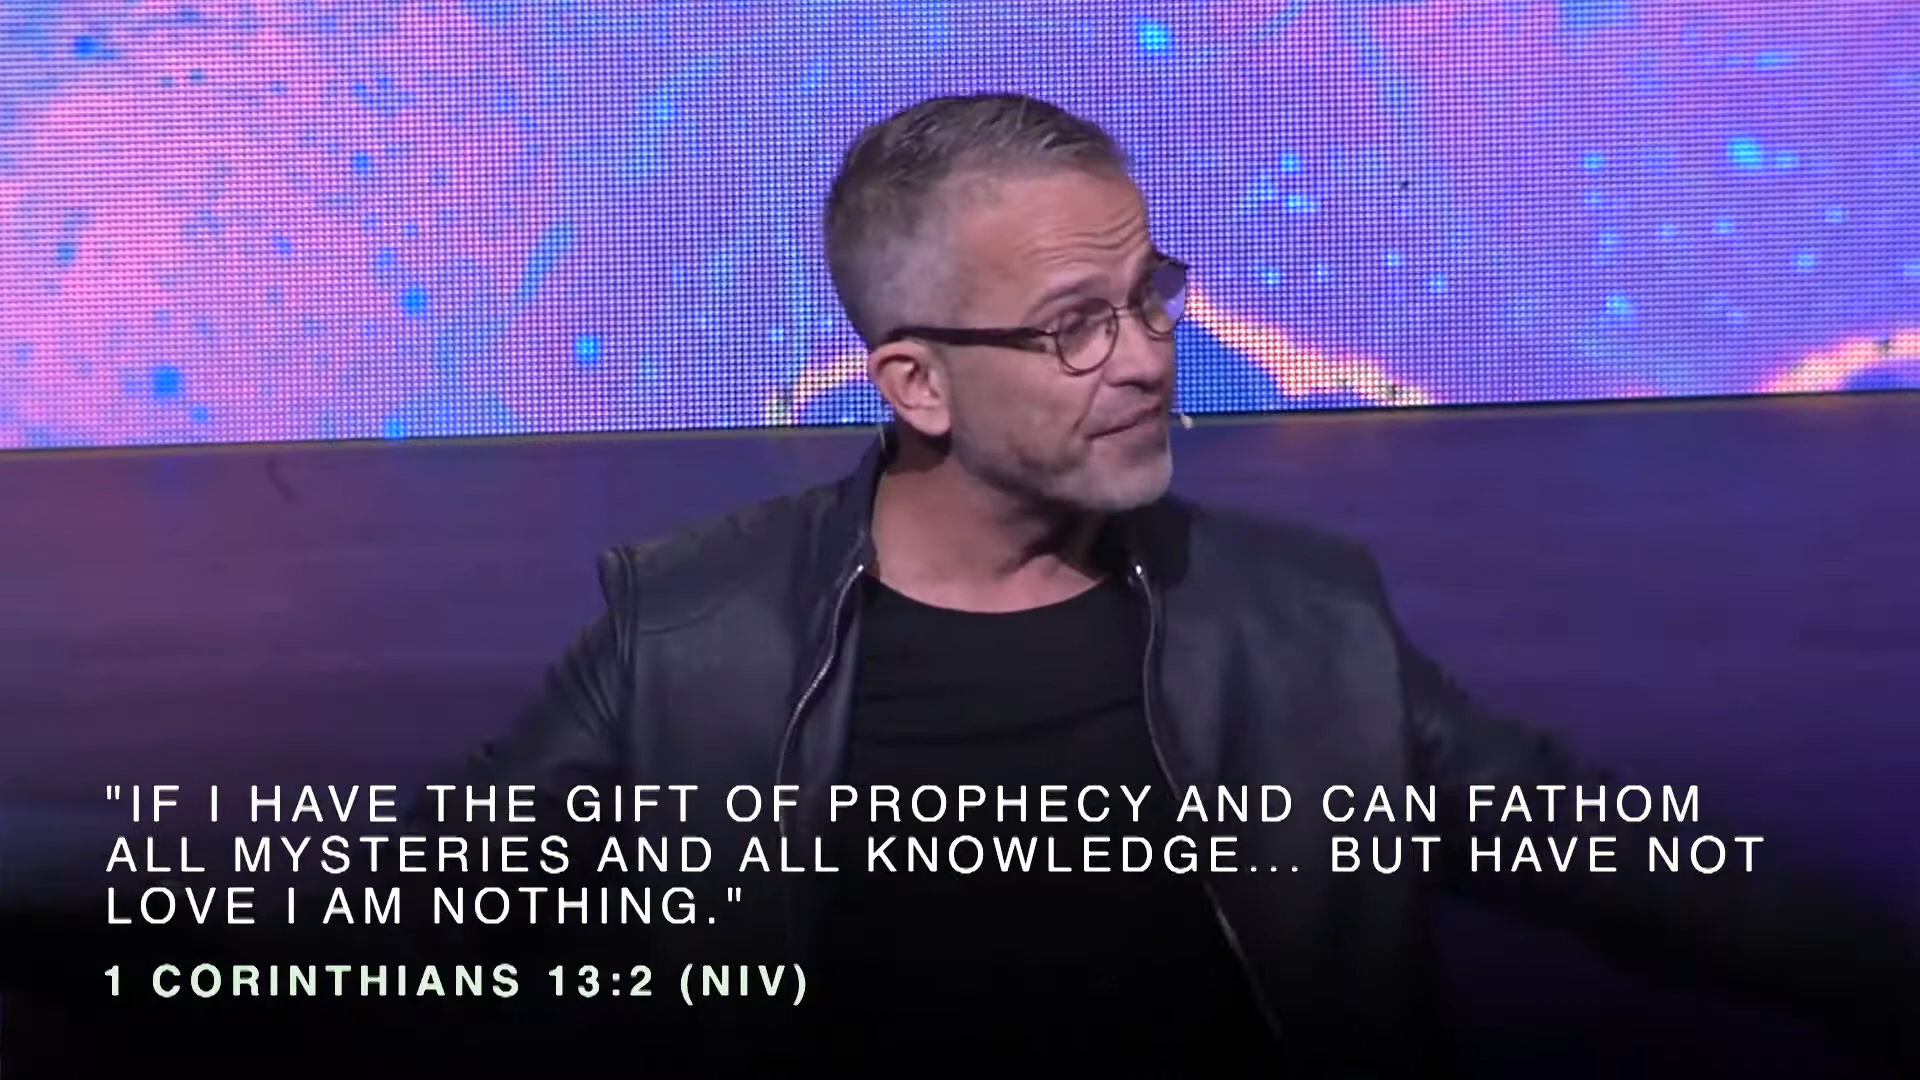 "IF I HAVE THE GIFT OF PROPHECY AND CAN FATHOM
ALL MYSTERIES AND ALL KNOWLEDGE... BUT HAVE NOT
LOVE I AM NOTHING."
1 CORINTHIANS 13:2 (NIV)